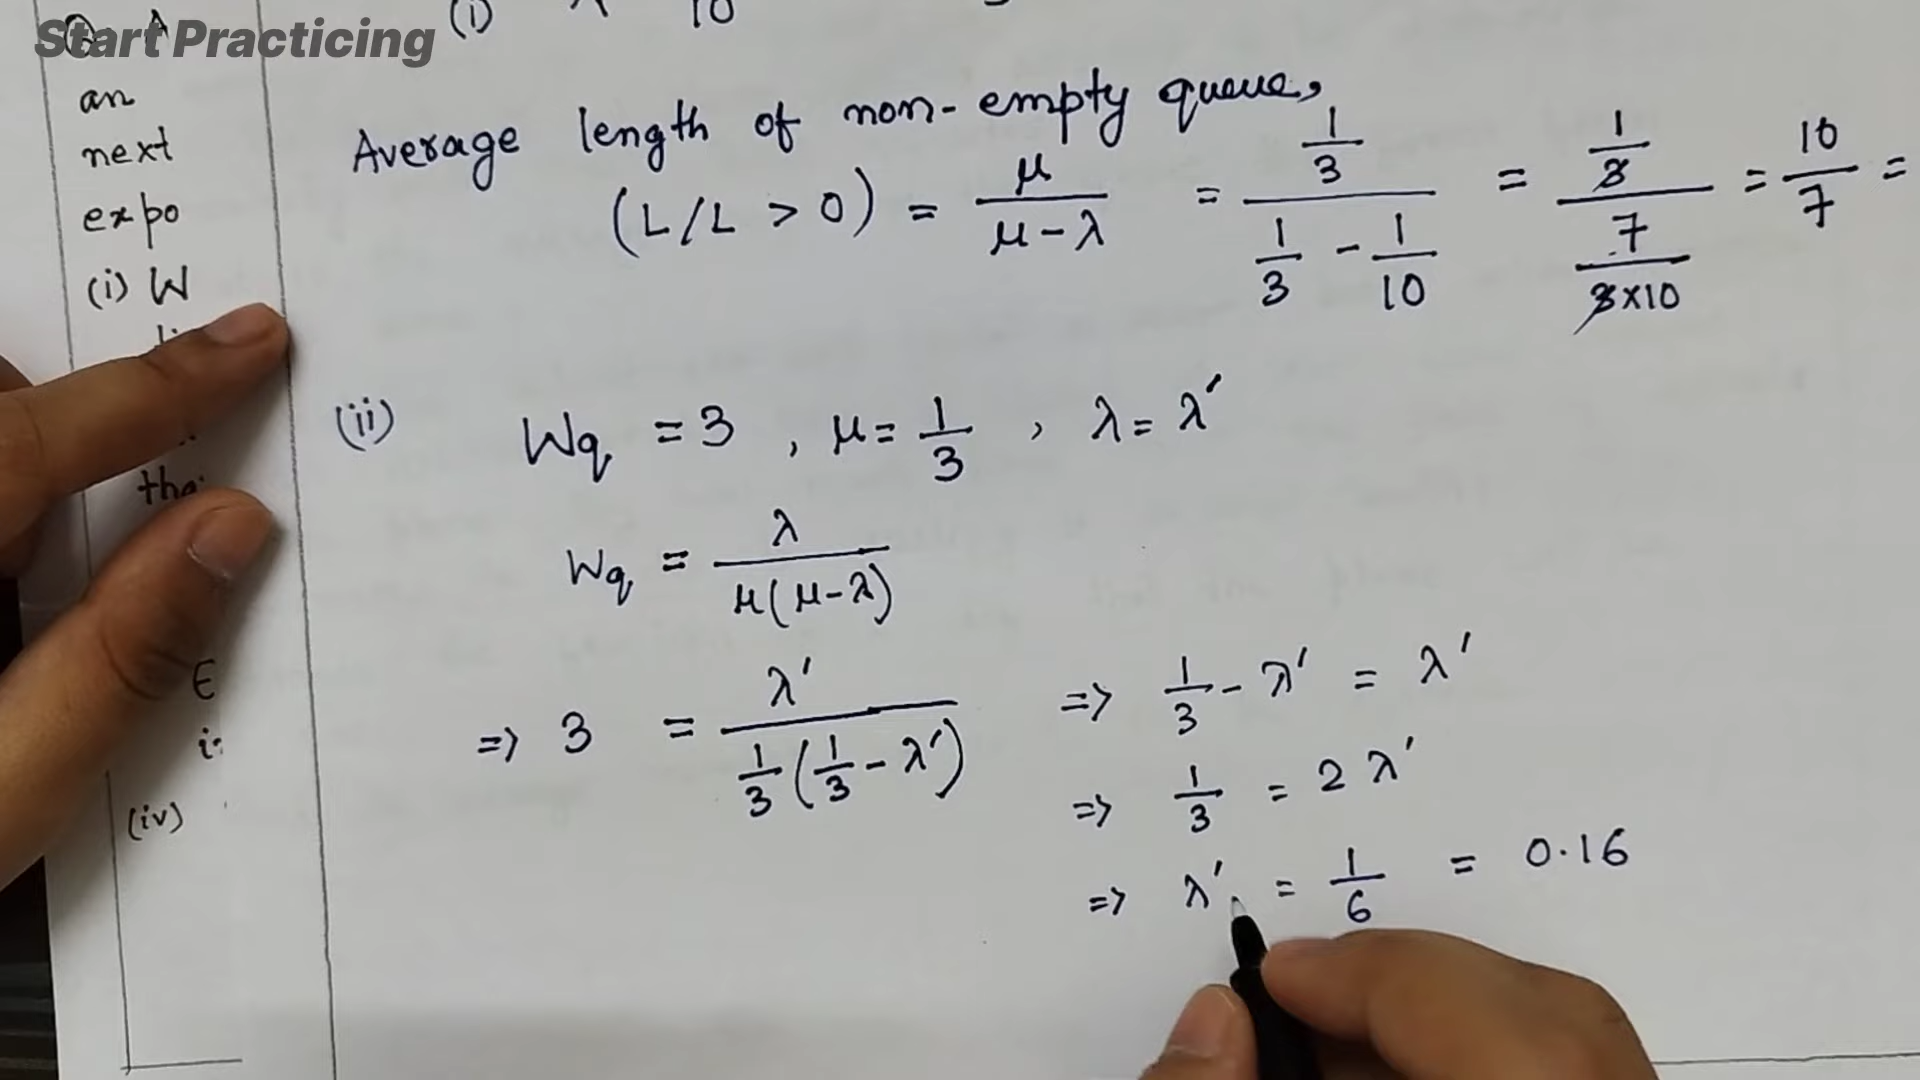 Start Practicing
(i) λ 10
an
next
expo
(i) W
tha
E
(iv)
Average length of non-empty queue,
(L/L > 0) = μ/(μ-λ) = (1/3)/(1/3 - 1/10) = (1/3)/(7/(3×10)) = 10/7 =
(ii) Wq = 3, μ = 1/3, λ = λ'
Wq = λ/(μ(μ-λ))
=> 3 = λ'/(1/3(1/3 - λ'))
=> 1/3 - λ' = λ'
=> 1/3 = 2λ'
=> λ' = 1/6 = 0.16